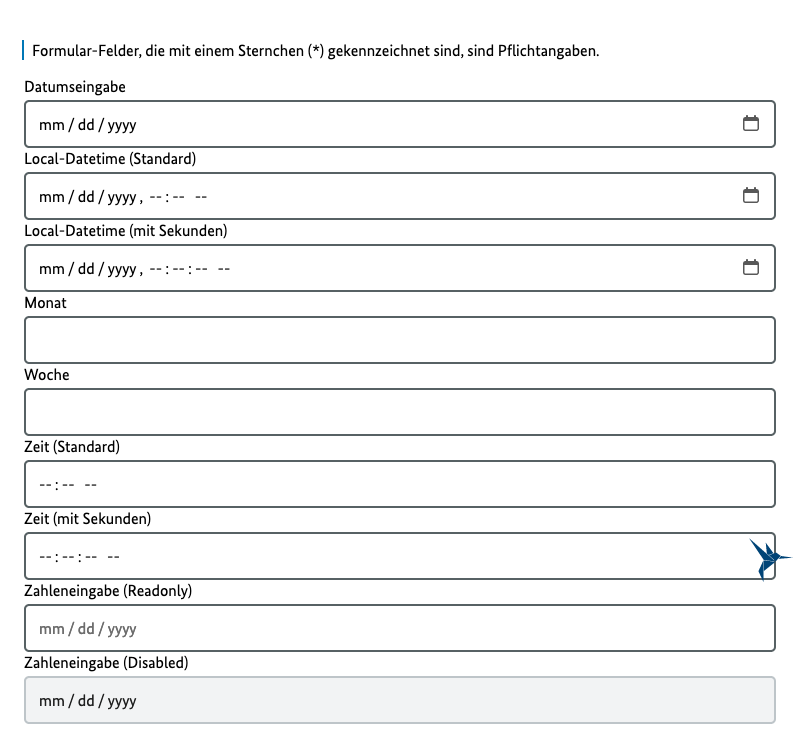 Formular-Felder, die mit einem Sternchen (*) gekennzeichnet sind, sind Pflichtangaben.
Datumseingabe
mm / dd / yyyy
Local-Datetime (Standard)
mm / dd / yyyy, --:-- --
Local-Datetime (mit Sekunden)
mm / dd / yyyy, --:--:-- --
Monat
Woche
Zeit (Standard)
--:-- --
Zeit (mit Sekunden)
--:--:-- --
Zahleneingabe (Readonly)
mm / dd / yyyy
Zahleneingabe (Disabled)
mm / dd / yyyy